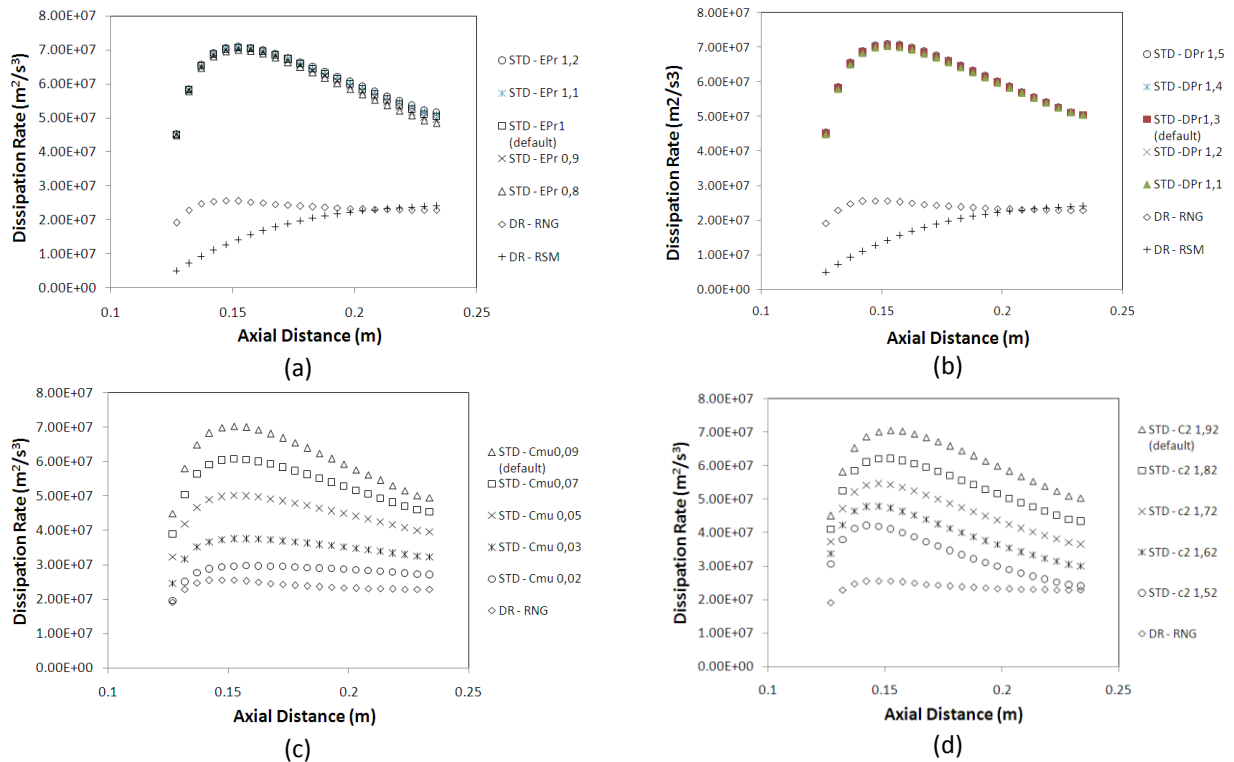 8.00E+07
7.00E+07
6.00E+07
5.00E+07
4.00E+07
3.00E+07
2.00E+07
1.00E+07
0.00E+00
Dissipation Rate (m²/s³)
0.1
0.15
0.2
0.25
Axial Distance (m)
STD - EPr 1,2
STD - EPr 1,1
STD - EPr1
(default)
STD - EPr 0,9
STD - EPr 0,8
DR - RNG
DR - RSM
(a)
8.00E+07
7.00E+07
6.00E+07
5.00E+07
4.00E+07
3.00E+07
2.00E+07
1.00E+07
0.00E+00
Dissipation Rate (m2/s3)
0.1
0.15
0.2
0.25
Axial Distance (m)
STD - DPr 1,5
STD - DPr 1,4
STD - DPr1,3
(default)
STD - DPr 1,2
STD - DPr 1,1
DR - RNG
DR - RSM
(b)
8.00E+07
7.00E+07
6.00E+07
5.00E+07
4.00E+07
3.00E+07
2.00E+07
1.00E+07
0.00E+00
Dissipation Rate (m²/s³)
0.1
0.15
0.2
0.25
Axial Distance (m)
STD - Cmu0,09
(default)
STD - Cmu0,07
STD - Cmu 0,05
STD - Cmu 0,03
STD - Cmu 0,02
DR - RNG
(c)
8.00E+07
7.00E+07
6.00E+07
5.00E+07
4.00E+07
3.00E+07
2.00E+07
1.00E+07
0.00E+00
Dissipation Rate (m²/s³)
0.1
0.15
0.2
0.25
Axial Distance (m)
STD - C2 1,92
(default)
STD - c2 1,82
STD - c2 1,72
STD - c2 1,62
STD - c2 1,52
DR - RNG
(d)